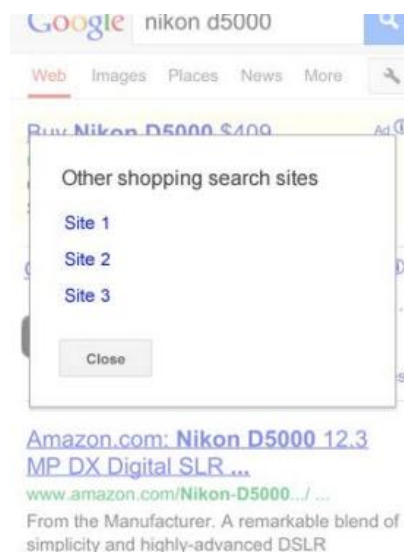 Google nikon d5000
Web Images Places News More
Buy Nikon D5000 $409 Ad
Other shopping search sites
Site 1
Site 2
Site 3
Close
Amazon.com: Nikon D5000 12.3
MP DX Digital SLR ...
www.amazon.com/Nikon-D5000.../ ...
From the Manufacturer. A remarkable blend of
simplicity and highly-advanced DSLR